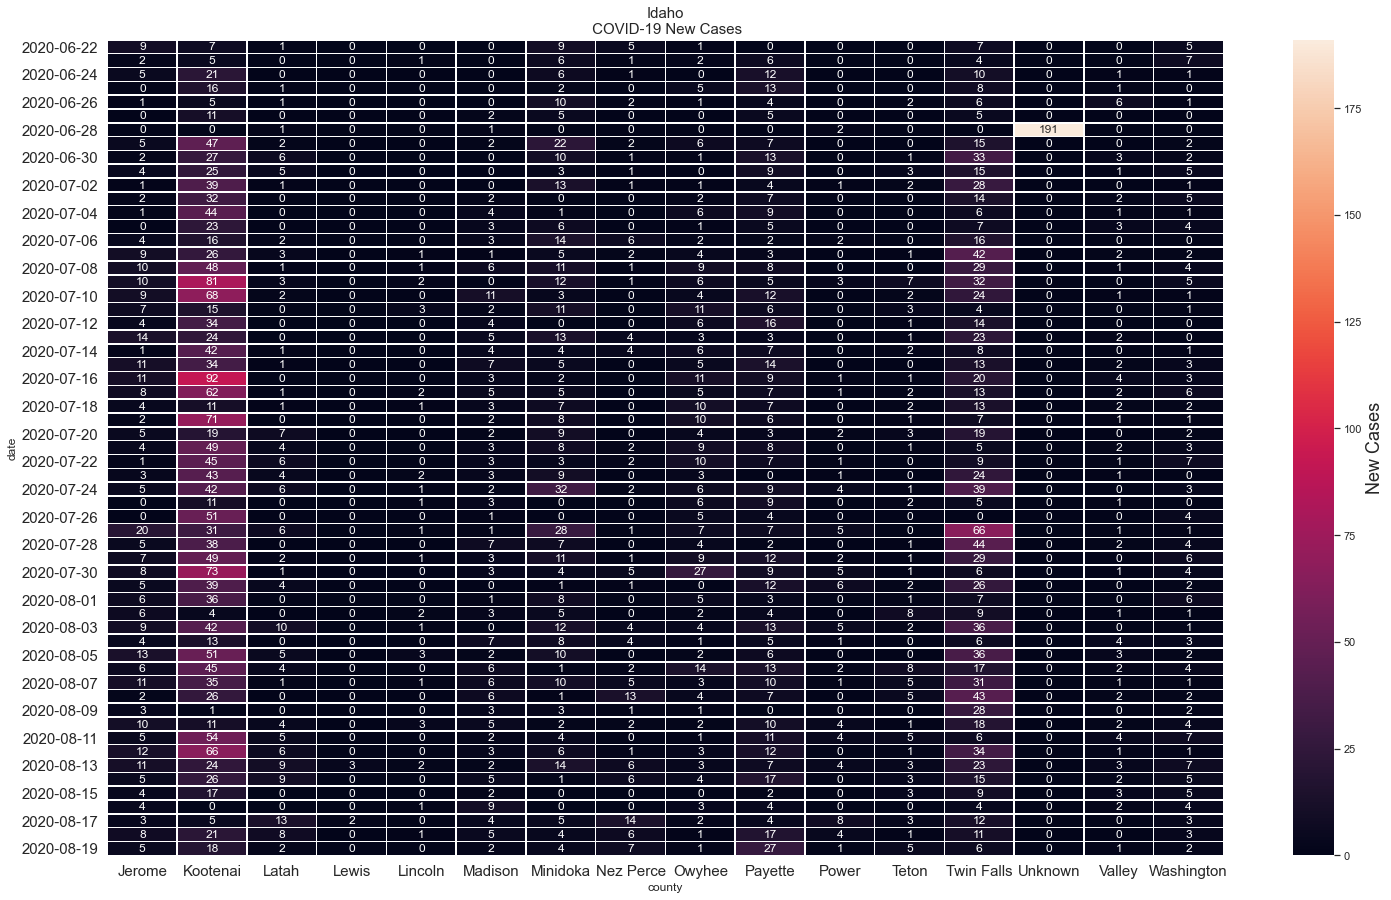 Idaho
COVID-19 New Cases
2020-06-22 9 7 1 0 0 0 9 5 1 0 0 0 7 0 0 5
2 5 0 0 1 0 6 1 2 6 0 0 4 0 0 7
2020-06-24 5 21 0 0 0 0 6 1 0 12 0 0 10 0 1 1
0 16 1 0 0 0 2 0 5 13 0 0 8 0 1 0
2020-06-26 1 5 1 0 0 0 10 2 1 4 0 2 6 0 6 1
0 11 0 0 0 2 5 0 0 5 0 0 5 0 0 0
2020-06-28 0 0 1 0 0 1 0 0 0 0 2 0 0 191 0 0
5 47 2 0 0 2 22 2 6 7 0 0 15 0 0 2
2020-06-30 2 27 6 0 0 0 10 1 1 13 0 1 33 0 3 2
4 25 5 0 0 0 3 1 0 9 0 3 15 0 1 5
2020-07-02 1 39 1 0 0 0 13 1 1 4 1 2 28 0 0 1
2 32 0 0 0 2 0 0 2 7 0 0 14 0 2 5
2020-07-04 1 44 0 0 0 4 1 0 6 9 0 0 6 0 1 1
0 23 0 0 0 3 6 0 1 5 0 0 7 0 3 4
2020-07-06 4 16 2 0 0 3 14 6 2 2 2 0 16 0 0 0
9 26 3 0 1 1 5 2 4 3 0 1 42 0 2 2
2020-07-08 10 48 1 0 1 6 11 1 9 8 0 0 29 0 1 4
10 81 3 0 2 0 12 1 6 5 3 7 32 0 0 5
2020-07-10 9 68 2 0 0 11 3 0 4 12 0 2 24 0 1 1
7 15 0 0 3 2 11 0 11 6 0 3 4 0 0 1
2020-07-12 4 34 0 0 0 4 0 0 6 16 0 1 14 0 0 0
14 24 0 0 0 5 13 4 3 3 0 1 23 0 2 0
2020-07-14 1 42 1 0 0 4 4 4 6 7 0 2 8 0 0 1
11 34 1 0 0 7 5 0 5 14 0 0 13 0 2 3
2020-07-16 11 92 0 0 0 3 2 0 11 9 1 1 20 0 4 3
8 62 1 0 2 5 5 0 5 7 1 2 13 0 2 6
2020-07-18 4 11 1 0 1 3 7 0 10 7 0 2 13 0 2 2
2 71 0 0 0 2 8 0 10 6 0 1 7 0 1 1
2020-07-20 5 19 7 0 0 2 9 0 4 3 2 3 19 0 0 2
4 49 4 0 0 3 8 2 9 8 0 1 5 0 2 3
2020-07-22 1 45 6 0 0 3 3 2 10 7 1 0 9 0 1 7
3 43 4 0 2 3 9 0 3 0 1 0 24 0 1 0
2020-07-24 5 42 6 0 1 2 32 2 6 9 4 1 39 0 0 3
0 11 0 0 1 3 0 0 6 9 0 2 5 0 1 0
2020-07-26 0 51 0 0 0 1 0 0 5 4 0 0 0 0 0 4
20 31 6 0 1 1 28 1 7 7 5 0 66 0 1 1
2020-07-28 5 38 0 0 0 7 7 0 4 2 0 1 44 0 2 4
7 49 2 0 1 3 11 1 9 12 2 1 29 0 0 6
2020-07-30 8 73 1 0 0 3 4 5 27 9 5 1 6 0 1 4
5 39 4 0 0 0 1 1 0 12 6 2 26 0 0 2
2020-08-01 6 36 0 0 0 1 8 0 5 3 0 1 7 0 0 6
6 4 0 0 2 3 5 0 2 4 0 8 9 0 1 1
2020-08-03 9 42 10 0 1 0 12 4 4 13 5 2 36 0 0 1
4 13 0 0 0 7 8 4 1 5 1 0 6 0 4 3
2020-08-05 13 51 5 0 3 2 10 0 2 6 0 0 36 0 3 2
6 45 4 0 0 6 1 2 14 13 2 8 17 0 2 4
2020-08-07 11 35 1 0 1 6 10 5 3 10 1 5 31 0 1 1
2 26 0 0 0 6 1 13 4 7 0 5 43 0 2 2
2020-08-09 3 1 0 0 0 3 3 1 1 0 0 0 28 0 0 2
10 11 4 0 3 5 2 2 2 10 4 1 18 0 2 4
2020-08-11 5 54 5 0 0 2 4 0 1 11 4 5 6 0 4 7
12 66 6 0 0 3 6 1 3 12 0 1 34 0 1 1
2020-08-13 11 24 9 3 2 2 14 6 3 7 4 3 23 0 3 7
5 26 9 0 0 5 1 6 4 17 0 3 15 0 2 5
2020-08-15 4 17 0 0 0 2 0 0 0 2 0 3 9 0 3 5
4 0 0 0 1 9 0 0 3 4 0 0 4 0 2 4
2020-08-17 3 5 13 2 0 4 5 14 2 4 8 3 12 0 0 3
8 21 8 0 1 5 4 6 1 17 4 1 11 0 0 3
2020-08-19 5 18 2 0 0 2 4 7 1 27 1 5 6 0 1 2
Jerome Kootenai Latah Lewis Lincoln Madison Minidoka Nez Perce Owyhee Payette Power Teton Twin Falls Unknown Valley Washington
county
date
175
150
125
100
75
50
25
0
New Cases